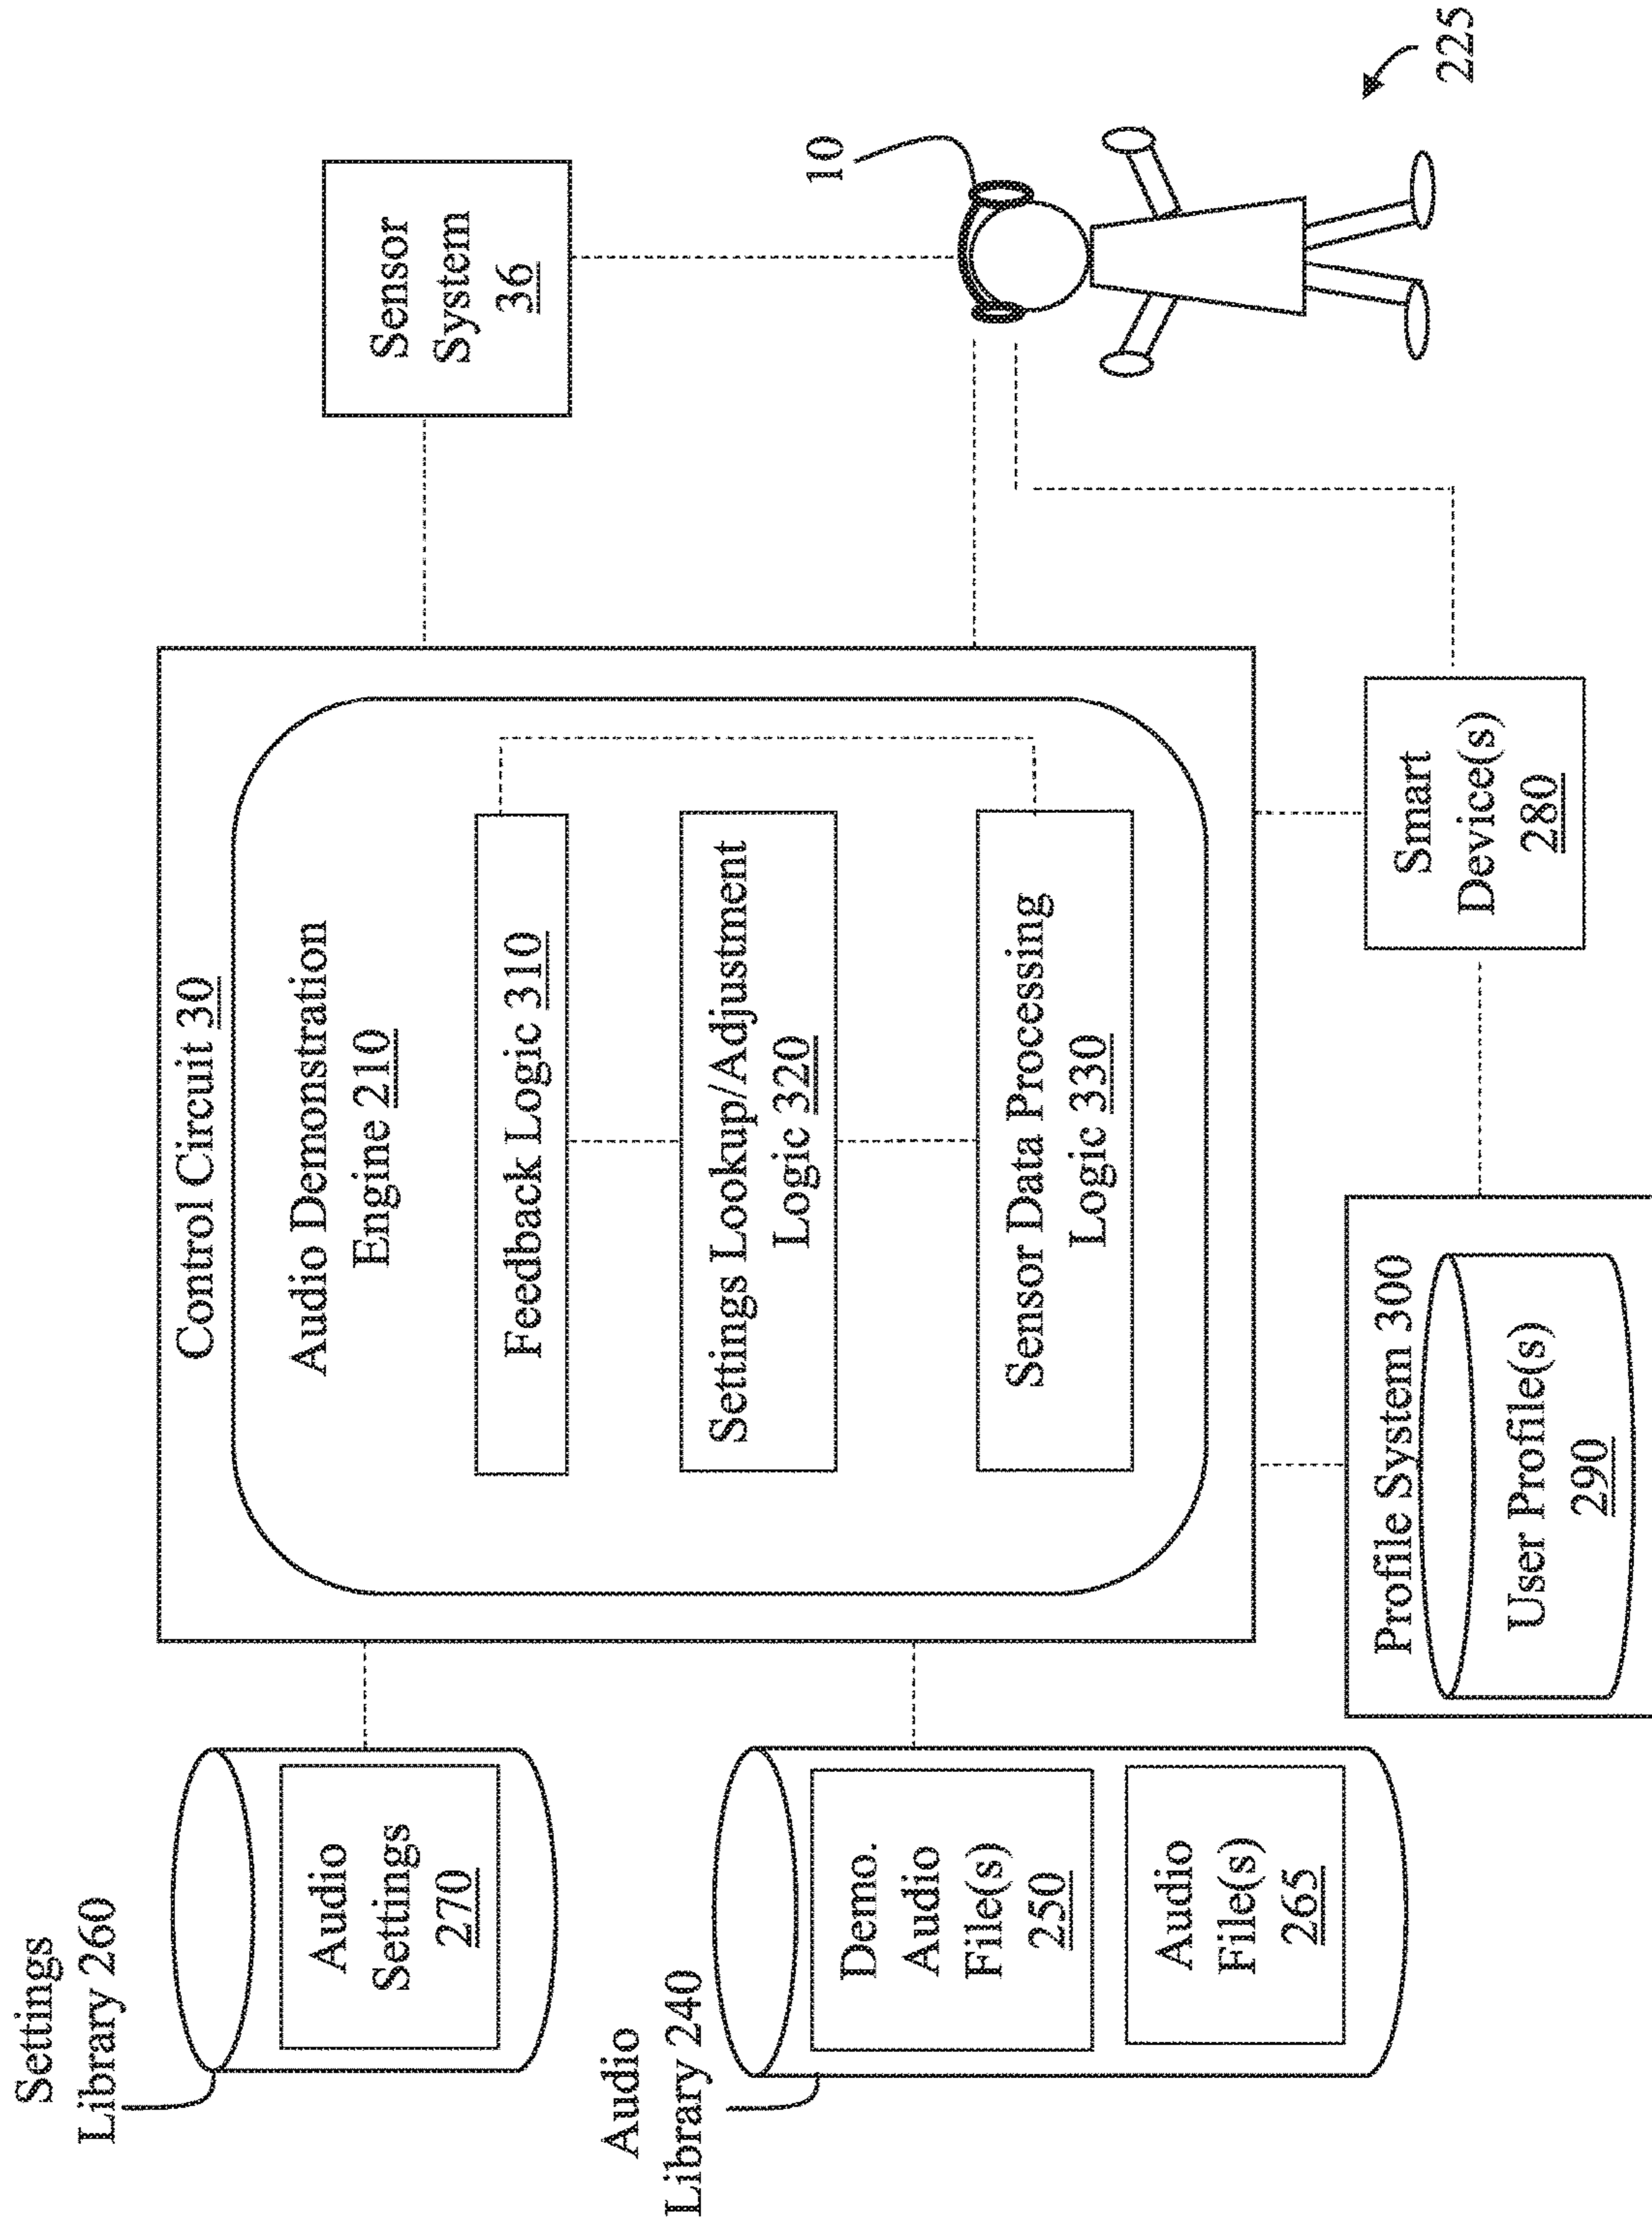 Settings
Library 260
Audio
Settings
270
Audio
Library 240
Demo.
Audio
File(s)
250
Audio
File(s)
265
Control Circuit 30
Audio Demonstration
Engine 210
Feedback Logic 310
Settings Lookup/Adjustment
Logic 320
Sensor Data Processing
Logic 330
Profile System 300
User Profile(s)
290
Smart
Device(s)
280
Sensor
System
36
10
225